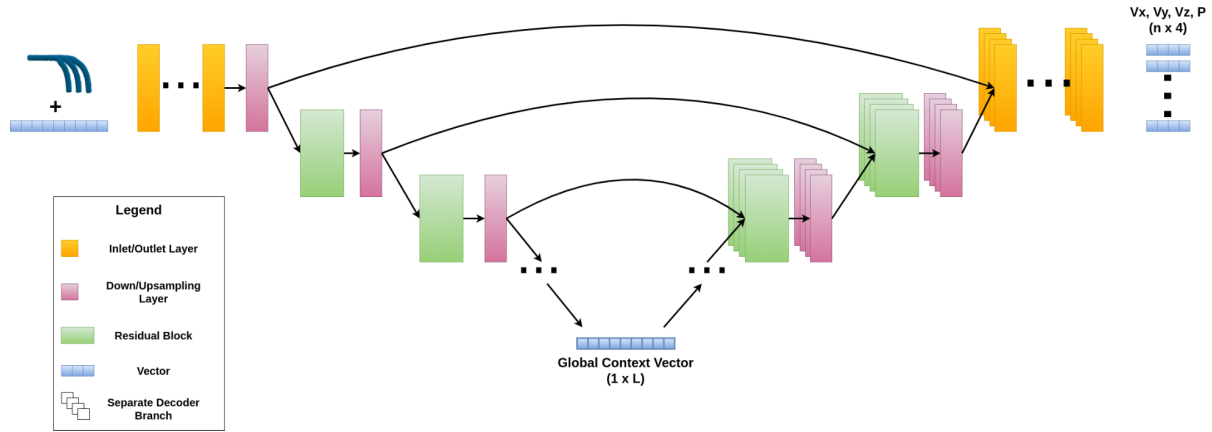 Vx, Vy, Vz, P
(n x 4)
+
Legend
Inlet/Outlet Layer
Down/Upsampling
Layer
Residual Block
Vector
Separate Decoder
Branch
Global Context Vector
(1 x L)